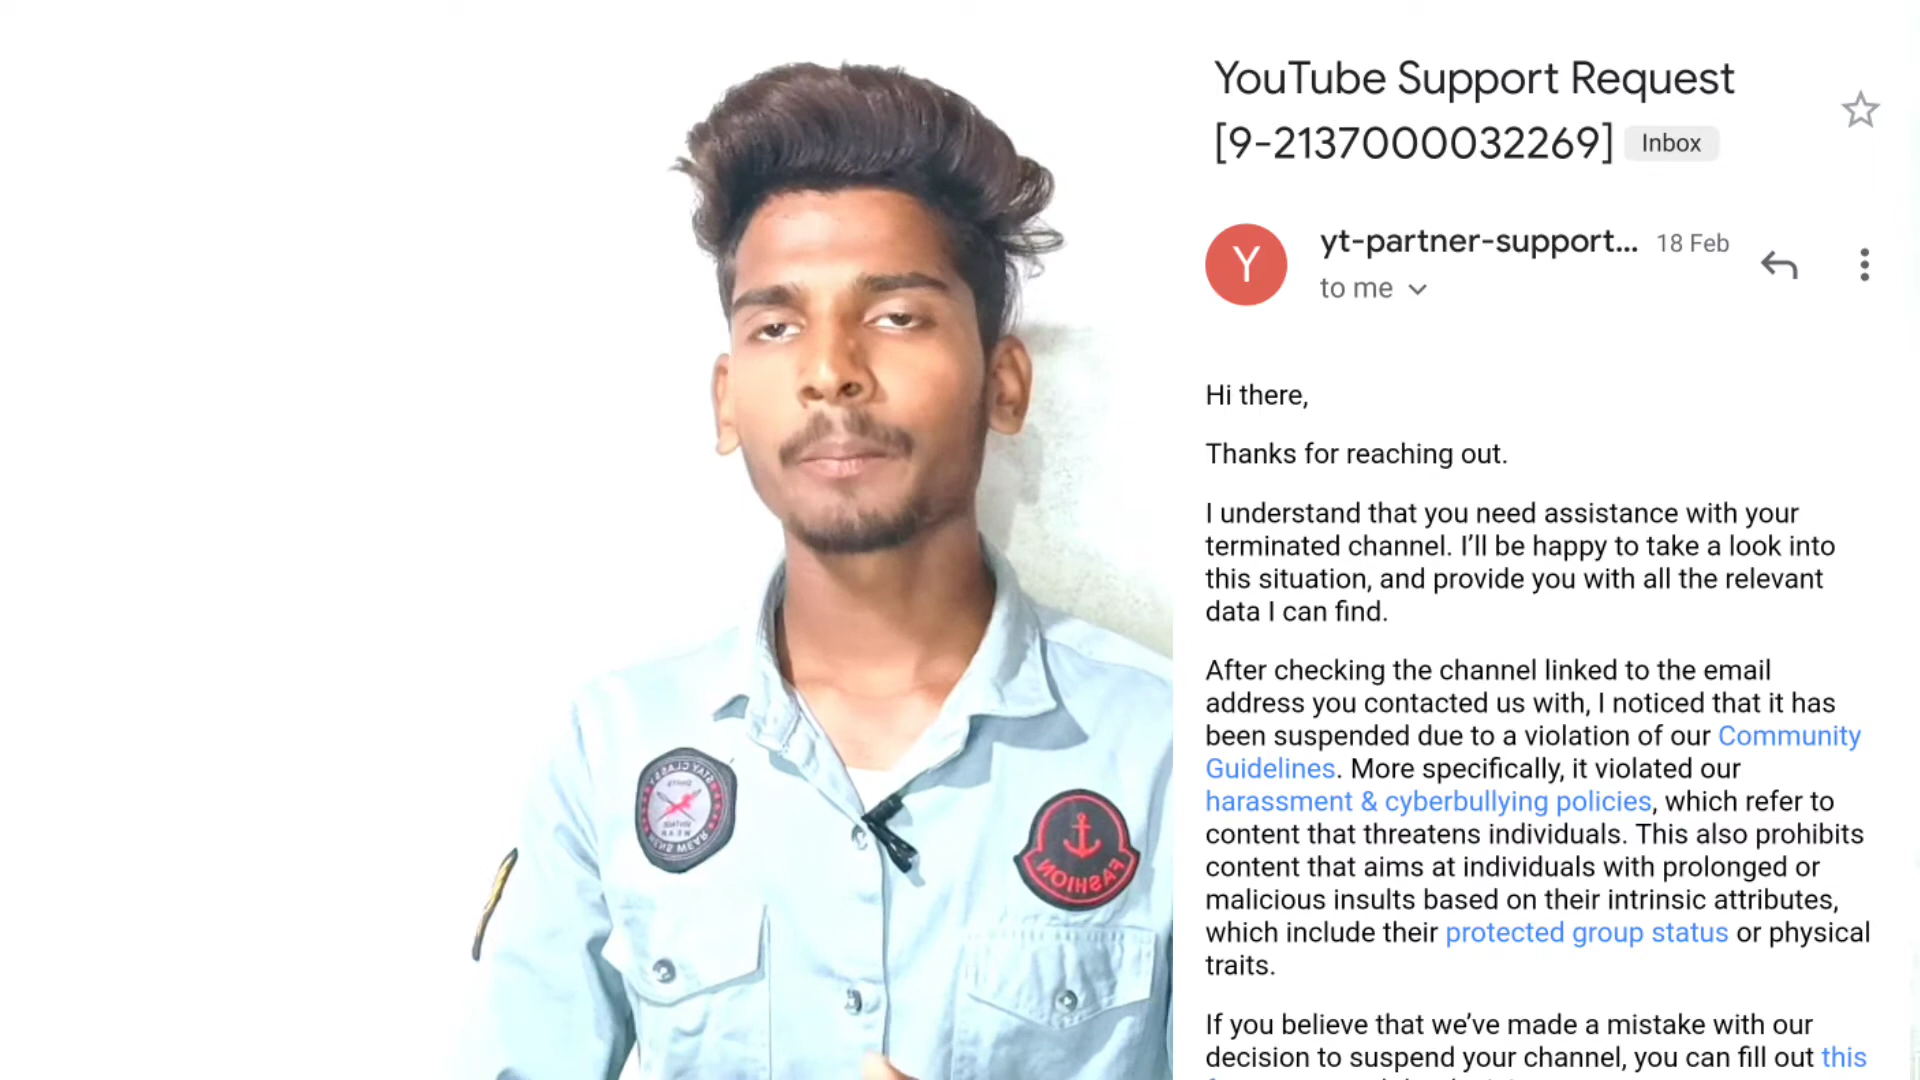 YouTube Support Request
[9-2137000032269] Inbox
Y
yt-partner-support... 18 Feb
to me
Hi there,
Thanks for reaching out.
I understand that you need assistance with your
terminated channel. I’ll be happy to take a look into
this situation, and provide you with all the relevant
data I can find.
After checking the channel linked to the email
address you contacted us with, I noticed that it has
been suspended due to a violation of our Community
Guidelines. More specifically, it violated our
harassment & cyberbullying policies, which refer to
content that threatens individuals. This also prohibits
content that aims at individuals with prolonged or
malicious insults based on their intrinsic attributes,
which include their protected group status or physical
traits.
If you believe that we’ve made a mistake with our
decision to suspend your channel, you can fill out this
STAY CLASSY
FASHION